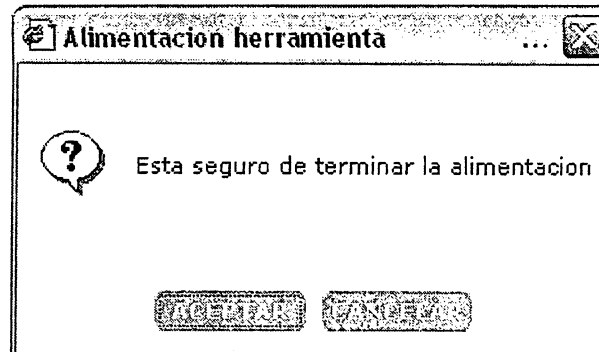 Alimentacion herramienta ...
Esta seguro de terminar la alimentacion
ACEPTAR CANCELAR